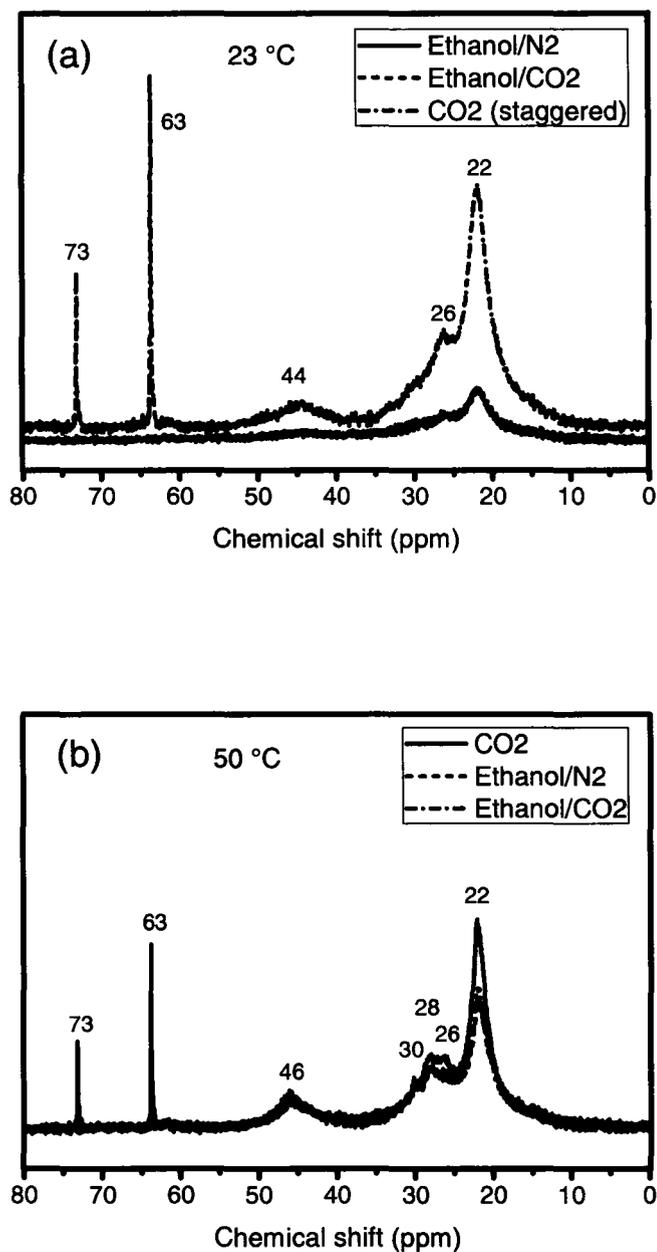 (a)
23 °C
Ethanol/N2
Ethanol/CO2
CO2 (staggered)
63
22
73
26
44
80 70 60 50 40 30 20 10 0
Chemical shift (ppm)
(b)
50 °C
CO2
Ethanol/N2
Ethanol/CO2
22
63
28
73
30
26
46
80 70 60 50 40 30 20 10 0
Chemical shift (ppm)